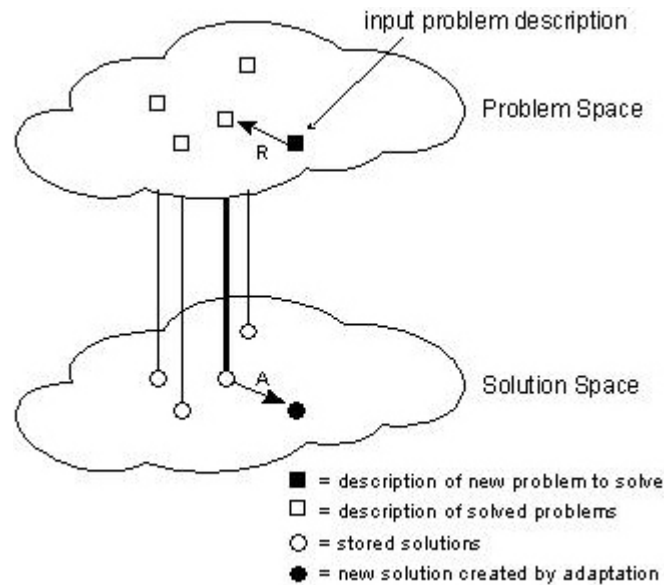 input problem description
Problem Space
R
A
Solution Space
= description of new problem to solve
= description of solved problems
= stored solutions
= new solution created by adaptation